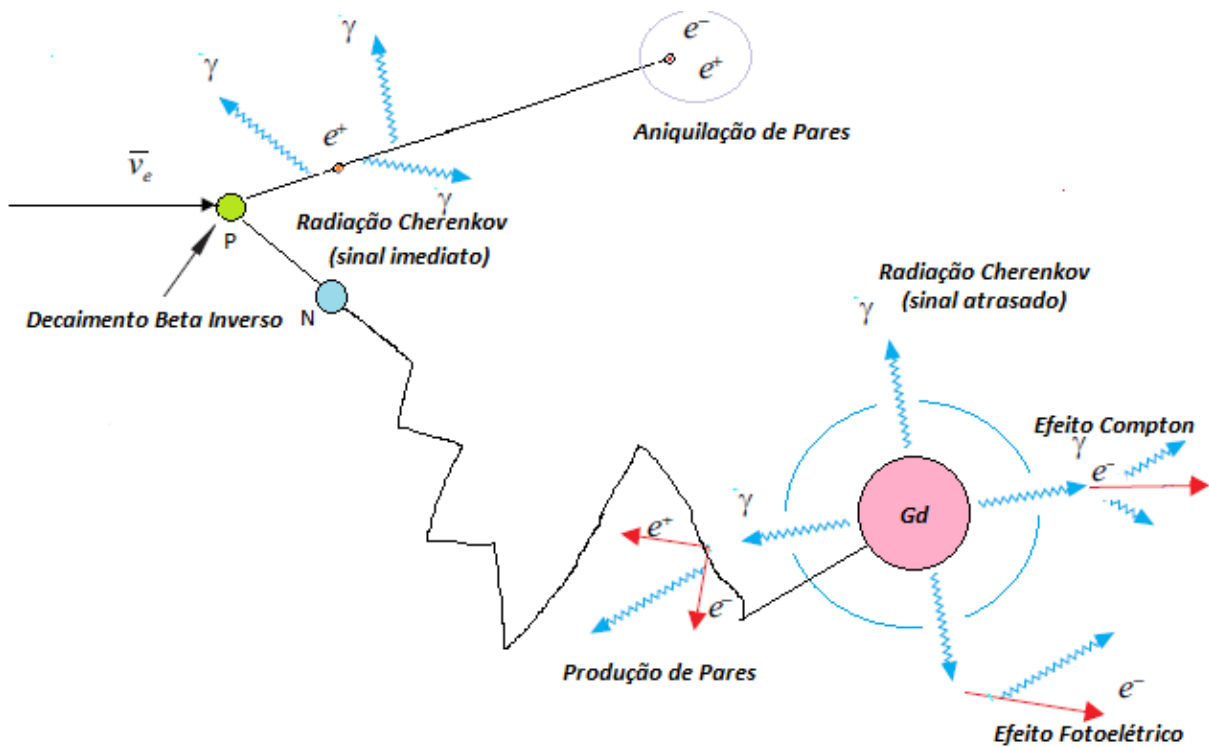 γ
γ
e⁻
e⁺
Aniquilação de Pares
e⁺
ν̅ₑ
γ
P
Radiação Cherenkov
(sinal imediato)
Decaimento Beta Inverso
N
Radiação Cherenkov
(sinal atrasado)
γ
Efeito Compton
γ
e⁻
Gd
γ
e⁺
e⁻
Produção de Pares
e⁻
Efeito Fotoelétrico